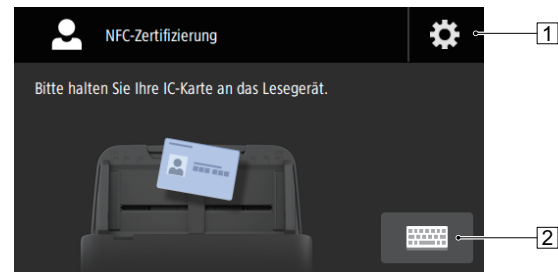 NFC-Zertifizierung
1
Bitte halten Sie Ihre IC-Karte an das Lesegerät.
2